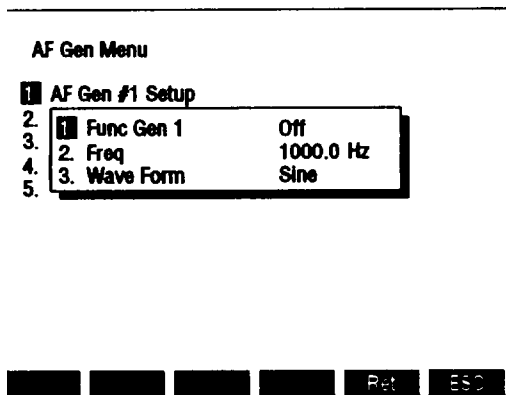 AF Gen Menu
1 AF Gen #1 Setup
2.
3.
4.
5.
1 Func Gen 1 Off
2. Freq 1000.0 Hz
3. Wave Form Sine
Ret ESC